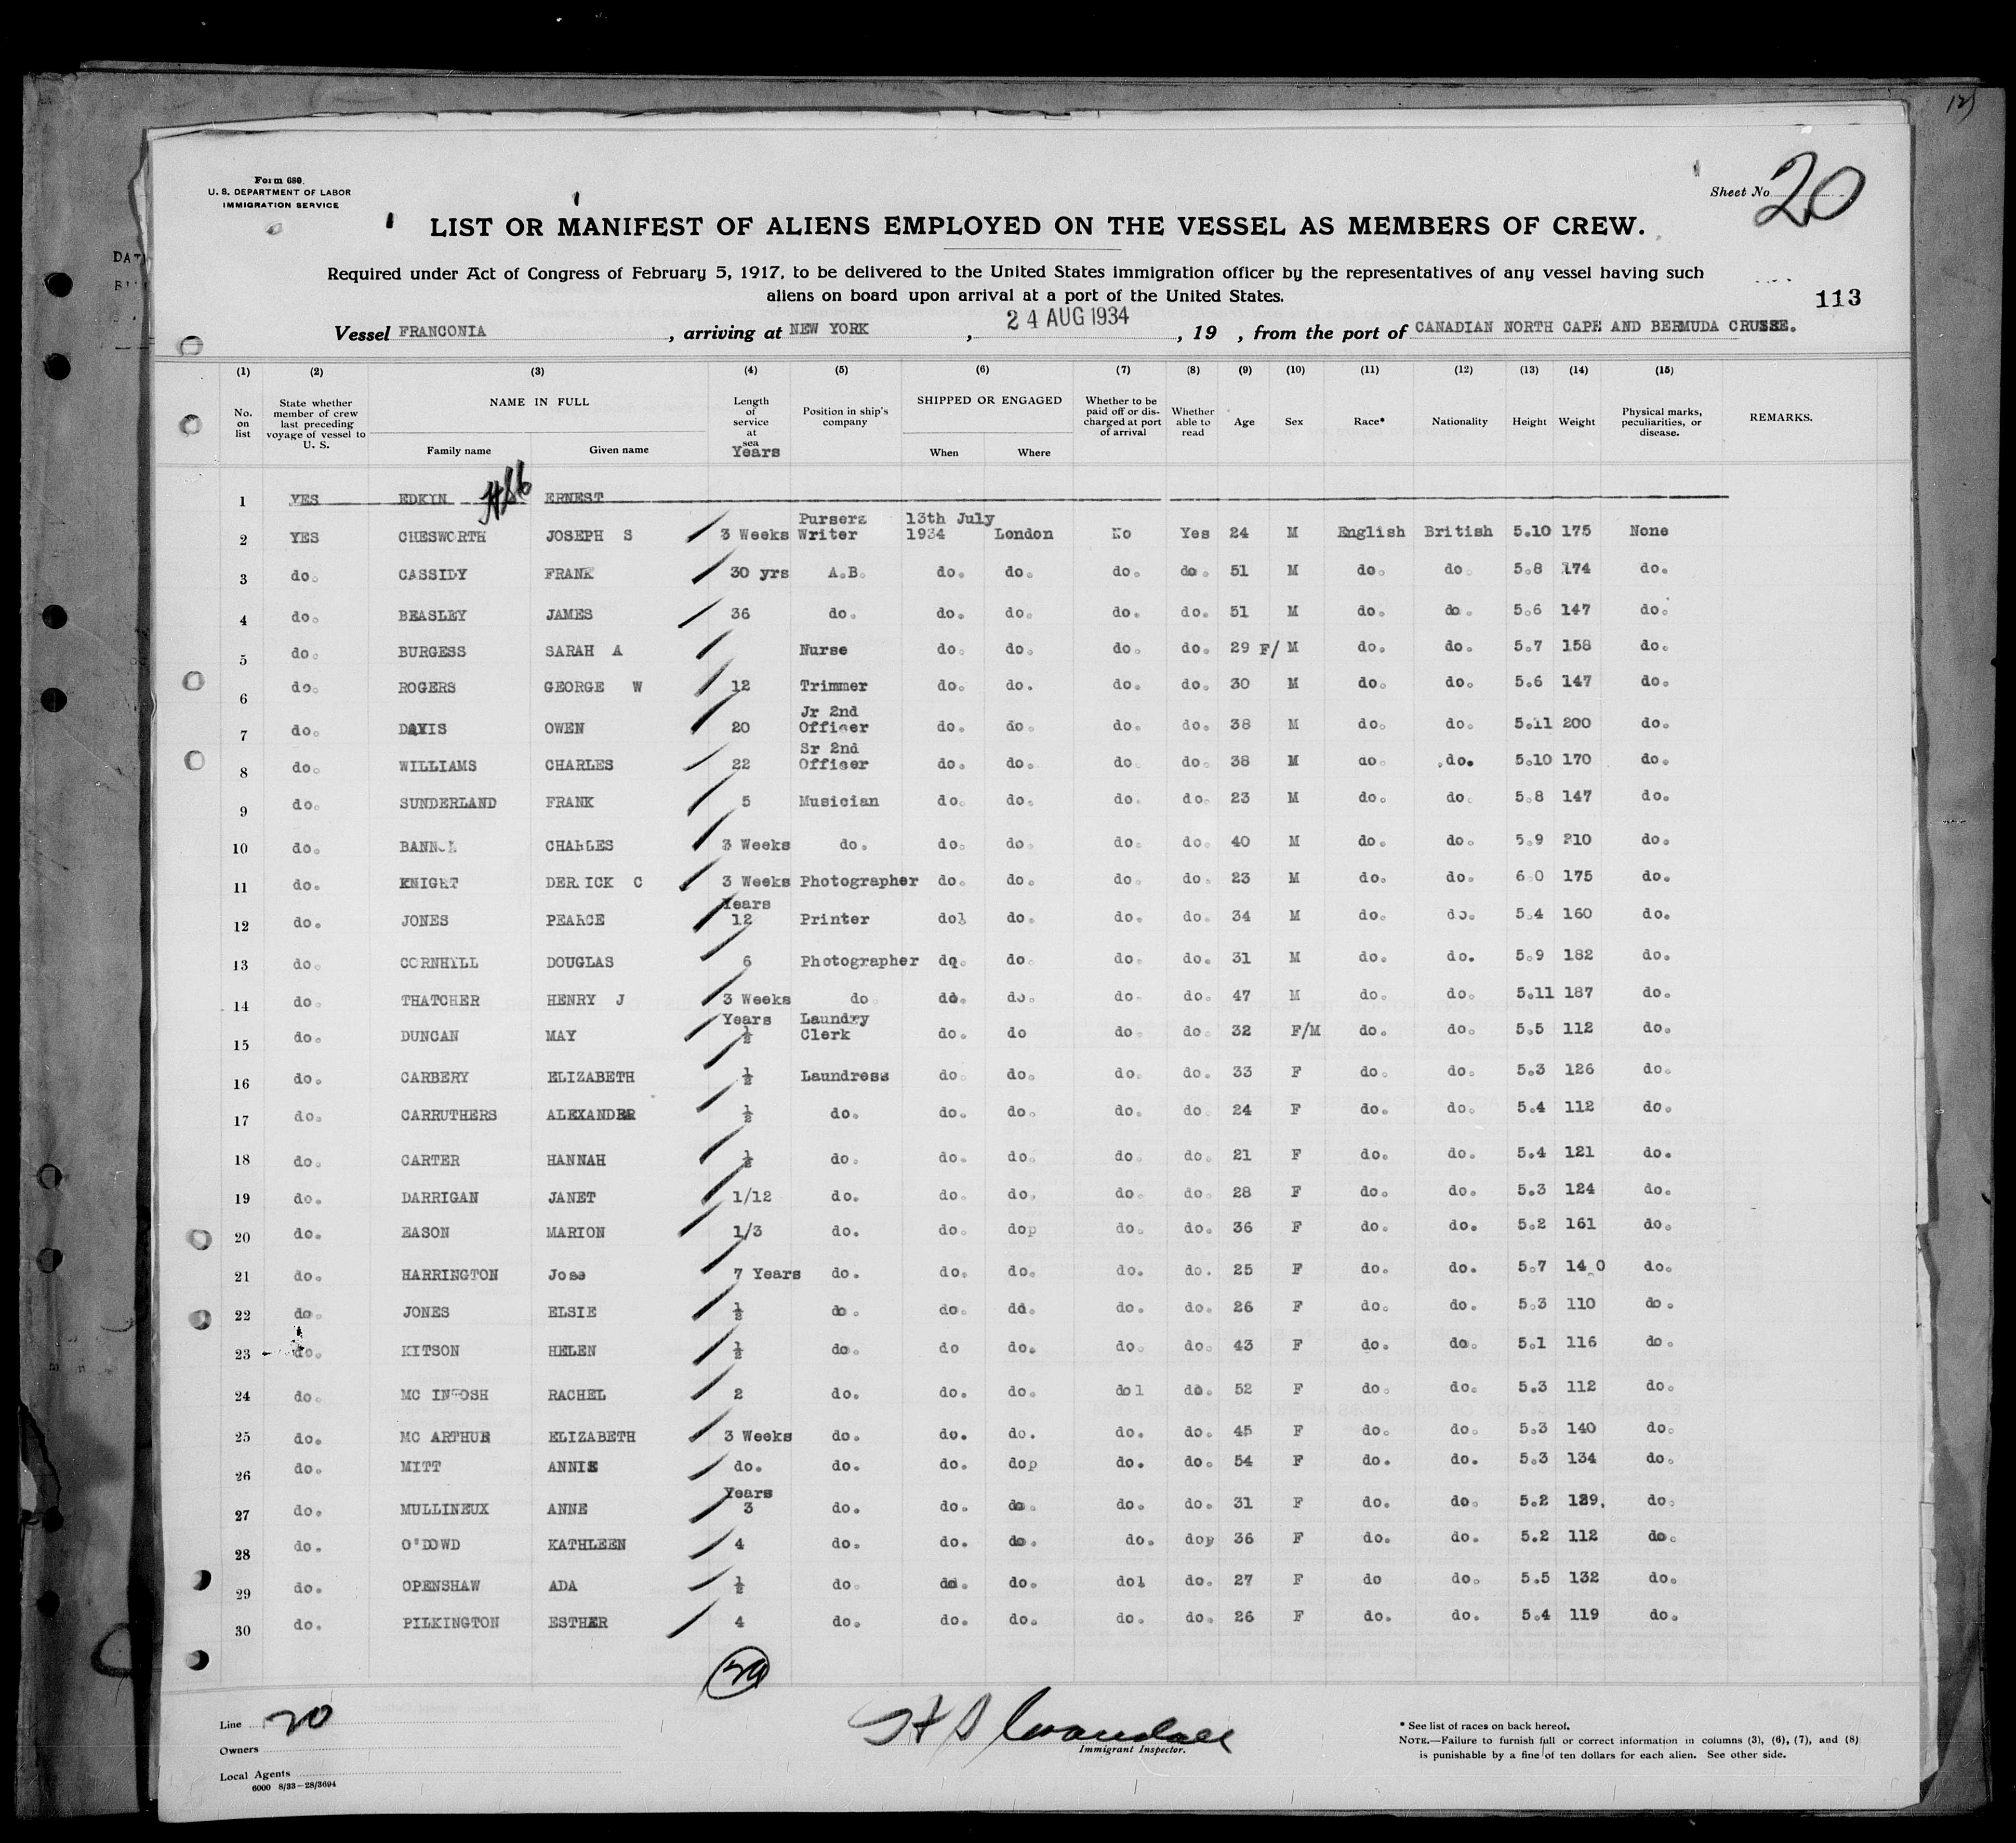 Form 680.
U. S. DEPARTMENT OF LABOR
IMMIGRATION SERVICE
Sheet No. 20
LIST OR MANIFEST OF ALIENS EMPLOYED ON THE VESSEL AS MEMBERS OF CREW.
Required under Act of Congress of February 5, 1917, to be delivered to the United States immigration officer by the representatives of any vessel having such
aliens on board upon arrival at a port of the United States.
113
Vessel FRANCONIA, arriving at NEW YORK, 24 AUG 1934, 19 , from the port of CANADIAN NORTH CAPE AND BERMUDA CRUSSE.
(1) (2) (3) (4) (5) (6) (7) (8) (9) (10) (11) (12) (13) (14) (15)
No. on list
State whether member of crew last preceding voyage of vessel to U. S.
NAME IN FULL
Family name
Given name
Length of service at sea
Years
Position in ship's company
SHIPPED OR ENGAGED
When
Where
Whether to be paid off or discharged at port of arrival
Whether able to read
Age
Sex
Race*
Nationality
Height
Weight
Physical marks, peculiarities, or disease.
REMARKS.
1 YES EDKYN ERNEST
2 YES CHESWORTH JOSEPH S 3 Weeks Pursers Writer 13th July 1934 London No Yes 24 M English British 5.10 175 None
3 do. CASSIDY FRANK 30 yrs A.B. do. do. do. do. 51 M do. do. 5.8 174 do.
4 do. BEASLEY JAMES 36 do. do. do. do. do. 51 M do. do. 5.6 147 do.
5 do. BURGESS SARAH A Nurse do. do. do. do. 29 F/ M do. do. 5.7 158 do.
6 do. ROGERS GEORGE W 12 Trimmer do. do. do. do. 30 M do. do. 5.6 147 do.
7 do. DAVIS OWEN 20 Jr 2nd Officer do. do. do. do. 38 M do. do. 5.11 200 do.
8 do. WILLIAMS CHARLES 22 Sr 2nd Officer do. do. do. do. 38 M do. do. 5.10 170 do.
9 do. SUNDERLAND FRANK 5 Musician do. do. do. do. 23 M do. do. 5.8 147 do.
10 do. CHARLES 3 Weeks do. do. do. do. do. 40 M do. do. 5.9 210 do.
11 do. KNIGHT DERICK C 3 Weeks Photographer do. do. do. do. 23 M do. do. 6.0 175 do.
12 do. JONES PEARCE Years 12 Printer dol do. do. do. 34 M do. do. 5.4 160 do.
13 do. CORNHILL DOUGLAS 6 Photographer do. do. do. do. 31 M do. do. 5.9 182 do.
14 do. THATCHER HENRY J 3 Weeks do do. do. do. do. 47 M do. do. 5.11 187 do.
15 do. DUNCAN MAY Years ½ Laundry Clerk do. do do. do. 32 F/M do. do. 5.5 112 do.
16 do. CARBERY ELIZABETH ½ Laundress do. do. do. do. 33 F do. do. 5.3 126 do.
17 do. CARRUTHERS ALEXANDER ½ do. do. do. do. do. 24 F do. do. 5.4 112 do.
18 do. CARTER HANNAH ½ do. do. do. do. do. 21 F do. do. 5.4 121 do.
19 do. DARRIGAN JANET 1/12 do. do. do. do. do. 28 F do. do. 5.3 124 do.
20 do. EASON MARION 1/3 do. do. dop do. do. 36 F do. do. 5.2 161 do.
21 do. HARRINGTON Jose 7 Years do. do. do. do. do. 25 F do. do. 5.7 140 do.
22 do. JONES ELSIE ½ do. do. dd. do. do. 26 F do. do. 5.3 110 do.
23 do. KITSON HELEN ½ do. do do. do. do. 43 F do. do. 5.1 116 do.
24 do. MC INTOSH RACHEL 2 do. do. do. dol do. 52 F do. do. 5.3 112 do.
25 do. MC ARTHUR ELIZABETH 3 Weeks do. do. do. do. do. 45 F do. do. 5.3 140 do.
26 do. MITT ANNIE do. do. do. dop do. do. 54 F do. do. 5.3 134 do.
27 do. MULLINEUX ANNE Years 3 do. do. do. do. do. 31 F do. do. 5.2 139, do.
28 do. O'DOWD KATHLEEN 4 do. do. do. do. dop 36 F do. do. 5.2 112 do.
29 do. OPENSHAW ADA ½ do. do. do. dol do. 27 F do do. 5.5 132 do.
30 do. PILKINGTON ESTHER 4 do. do. do. do. do. 26 F do. do. 5.4 119 do.
Line
Owners
Local Agents
6000 8/33—28/3694
Immigrant Inspector.
* See list of races on back hereof.
NOTE.—Failure to furnish full or correct information in columns (3), (6), (7), and (8)
is punishable by a fine of ten dollars for each alien. See other side.